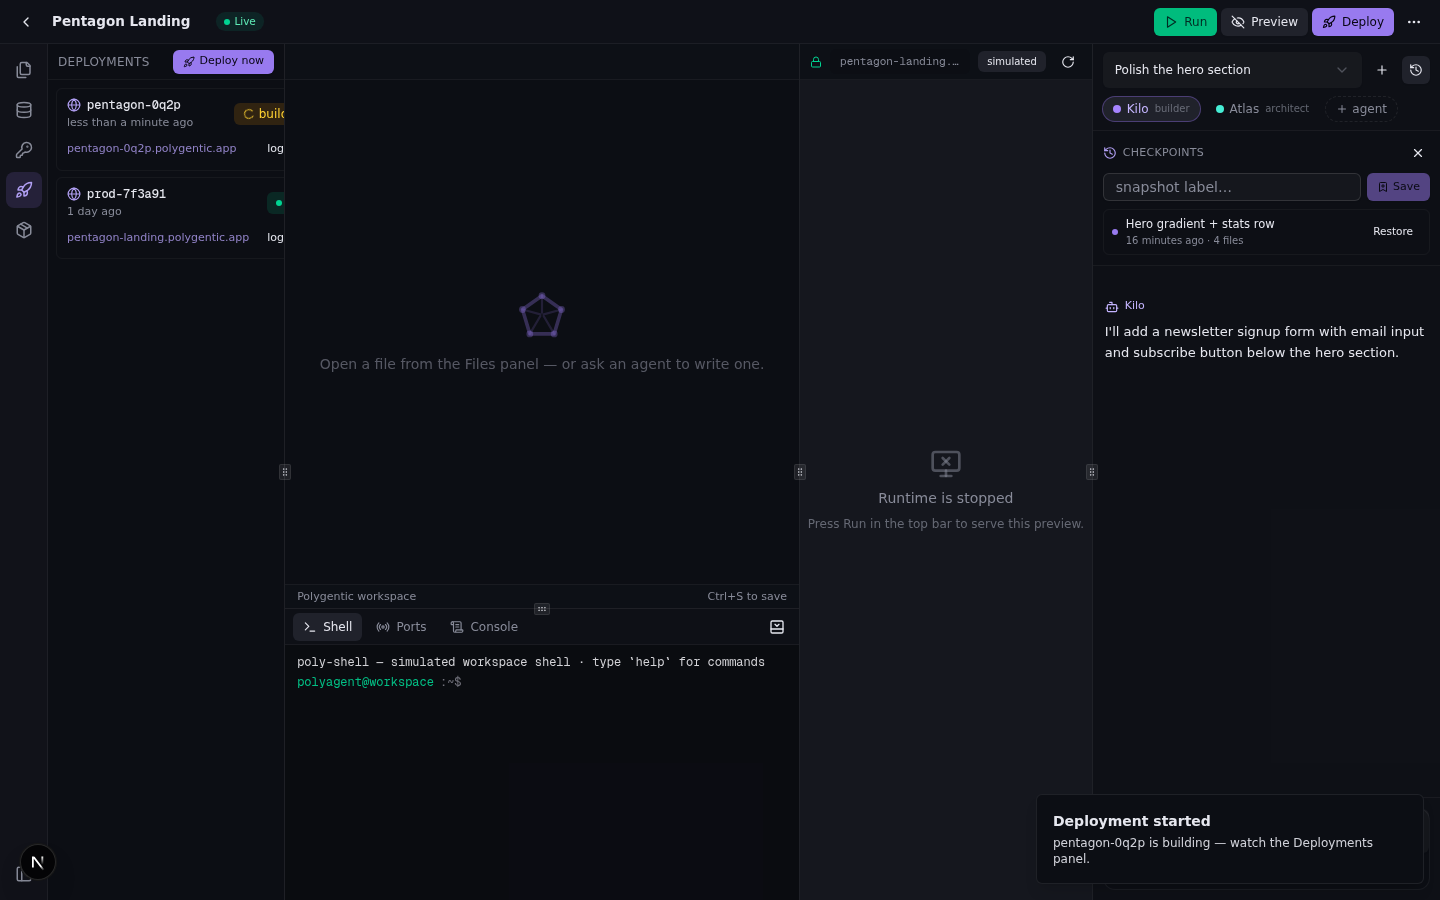 Pentagon Landing
Live
Run
Preview
Deploy
DEPLOYMENTS
Deploy now
pentagon-0q2p
less than a minute ago
pentagon-0q2p.polygentic.app
log
prod-7f3a91
1 day ago
pentagon-landing.polygentic.app
log
Open a file from the Files panel — or ask an agent to write one.
Polygentic workspace
Ctrl+S to save
Shell
Ports
Console
poly-shell — simulated workspace shell · type `help` for commands
polyagent@workspace :~$
pentagon-landing.…
simulated
Runtime is stopped
Press Run in the top bar to serve this preview.
Polish the hero section
Kilo builder
Atlas architect
+ agent
CHECKPOINTS
snapshot label…
Save
Hero gradient + stats row
16 minutes ago · 4 files
Restore
Kilo
I'll add a newsletter signup form with email input
and subscribe button below the hero section.
Deployment started
pentagon-0q2p is building — watch the Deployments
panel.
N